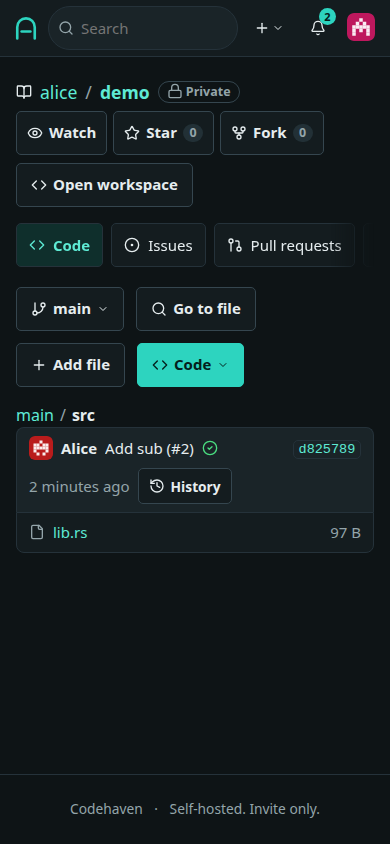 Search
2
alice / demo Private
Watch Star 0 Fork 0
Open workspace
Code Issues Pull requests
main Go to file
Add file Code
main / src
Alice Add sub (#2) d825789
2 minutes ago History
lib.rs 97 B
Codehaven · Self-hosted. Invite only.